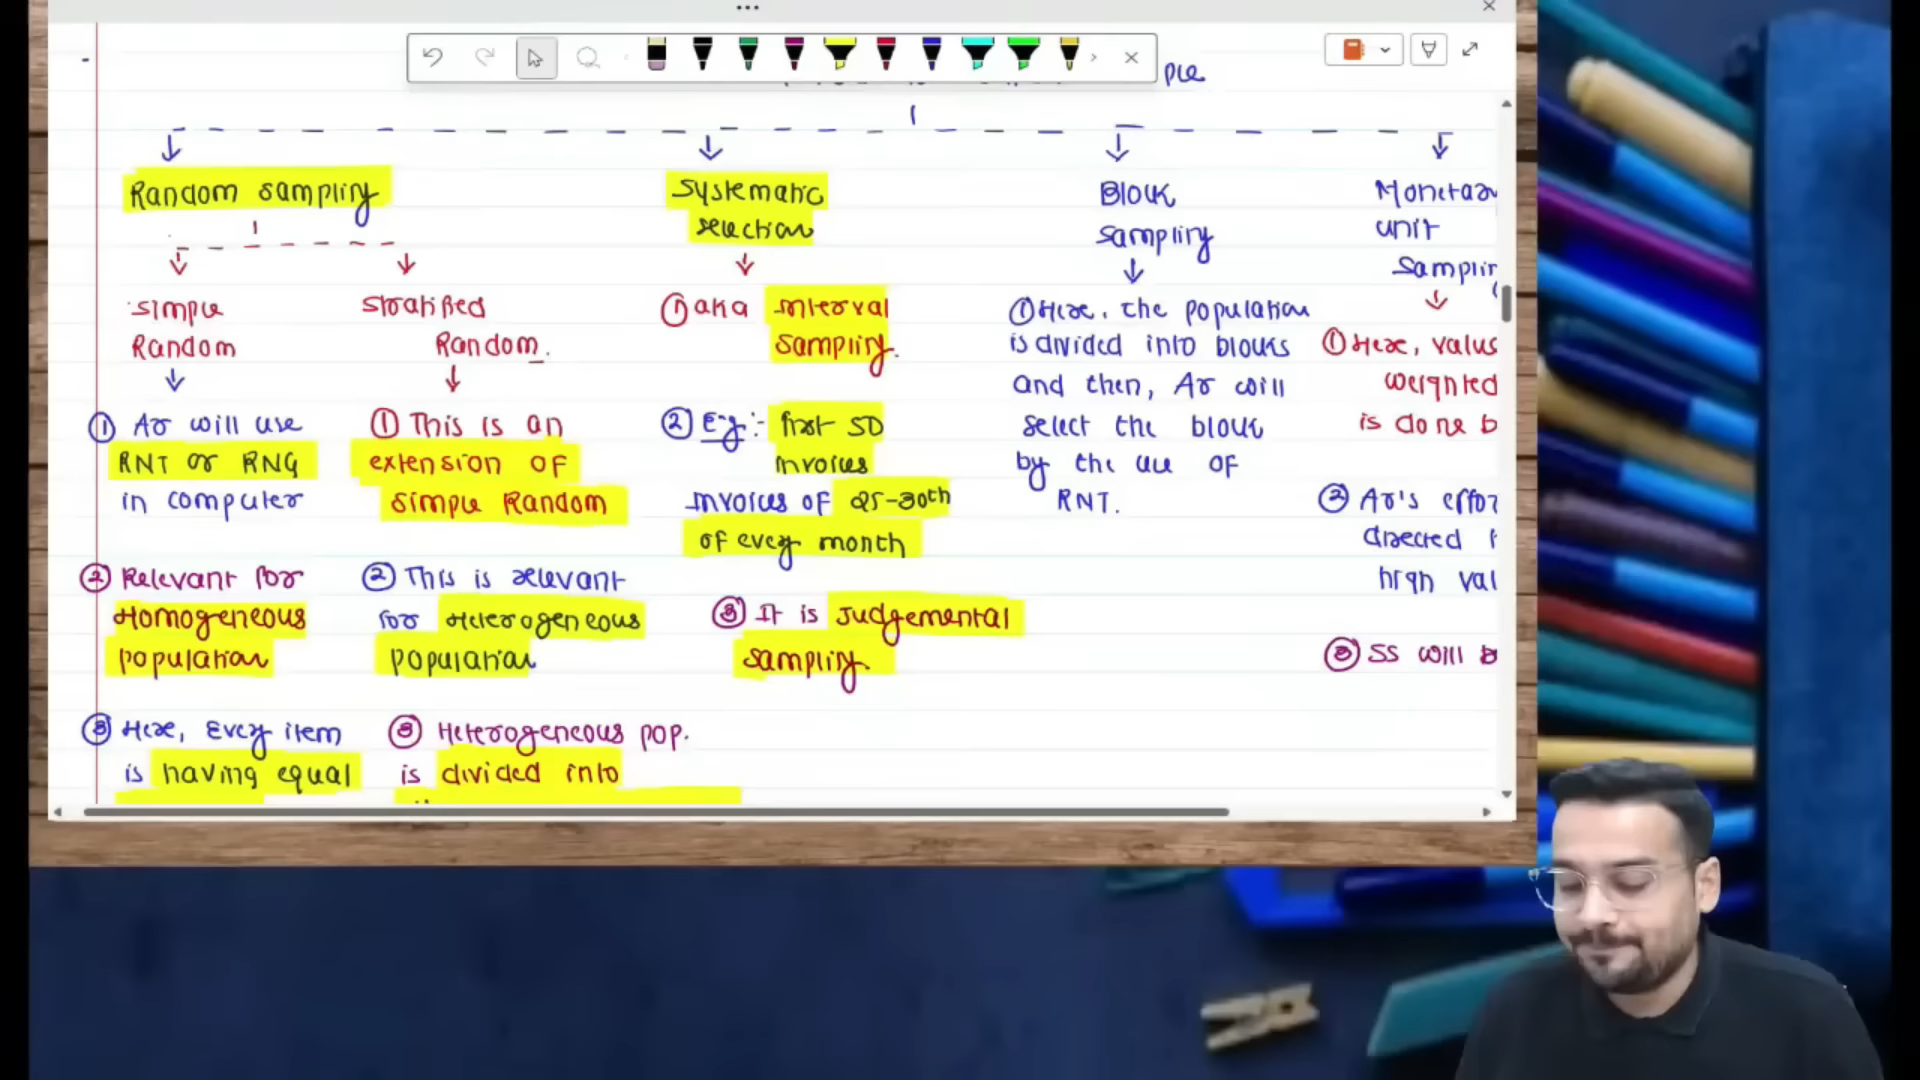 ple
Random sampling
Simple
Random
① Ar will use
RNT or RNG
in computer
② Relevant for
Homogeneous
population
③ Here, Every item
is having equal
Stratified
Random.
① This is an
extension of
simple Random
② This is relevant
for Heterogeneous
population
③ Heterogeneous pop.
is divided into
Systematic
selection
① aka Interval
Sampling.
② Eg:- first 50
invoices
invoices of 25-30th
of every month
③ It is Judgemental
sampling.
Block
sampling
① Here, the population
is divided into blocks
and then, Ar will
select the block
by the use of
RNT.
Monetary
unit
Samplin
① Here, value
weighted
is done b
② Ar's effor
directed
high val
③ SS will b